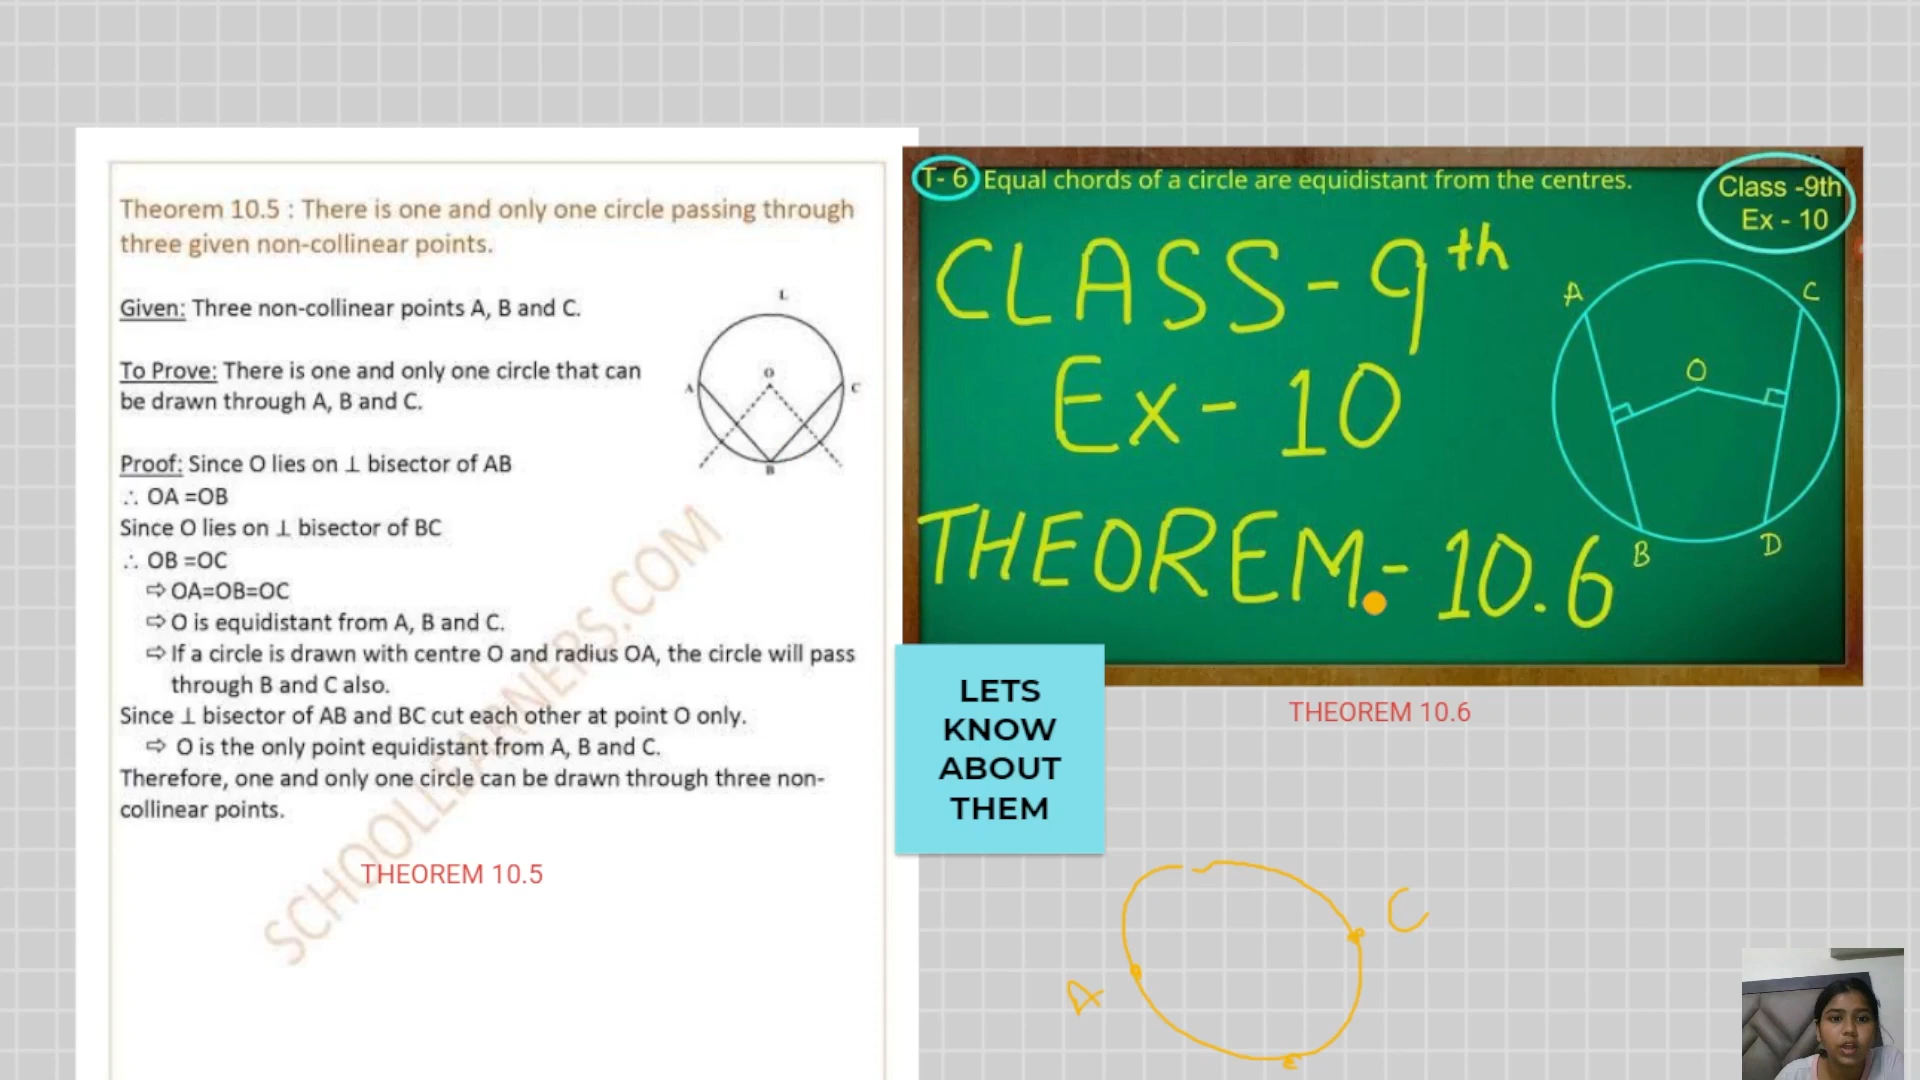 Theorem 10.5 : There is one and only one circle passing through
three given non-collinear points.
Given: Three non-collinear points A, B and C.
To Prove: There is one and only one circle that can
be drawn through A, B and C.
L
O
A
C
B
Proof: Since O lies on ⊥ bisector of AB
∴ OA =OB
Since O lies on ⊥ bisector of BC
∴ OB =OC
⇨ OA=OB=OC
⇨ O is equidistant from A, B and C.
⇨ If a circle is drawn with centre O and radius OA, the circle will pass
through B and C also.
Since ⊥ bisector of AB and BC cut each other at point O only.
⇨ O is the only point equidistant from A, B and C.
Therefore, one and only one circle can be drawn through three non-
collinear points.
SCHOOLLEARNERS.COM
THEOREM 10.5
T- 6 Equal chords of a circle are equidistant from the centres.
Class -9th
Ex - 10
CLASS- 9th
Ex- 10
THEOREM- 10.6
A
C
O
B
D
THEOREM 10.6
LETS
KNOW
ABOUT
THEM
C
A